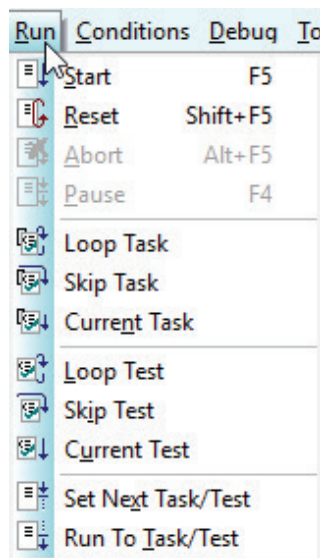 Run Conditions Debug To
Start F5
Reset Shift+F5
Abort Alt+F5
Pause F4
Loop Task
Skip Task
Current Task
Loop Test
Skip Test
Current Test
Set Next Task/Test
Run To Task/Test